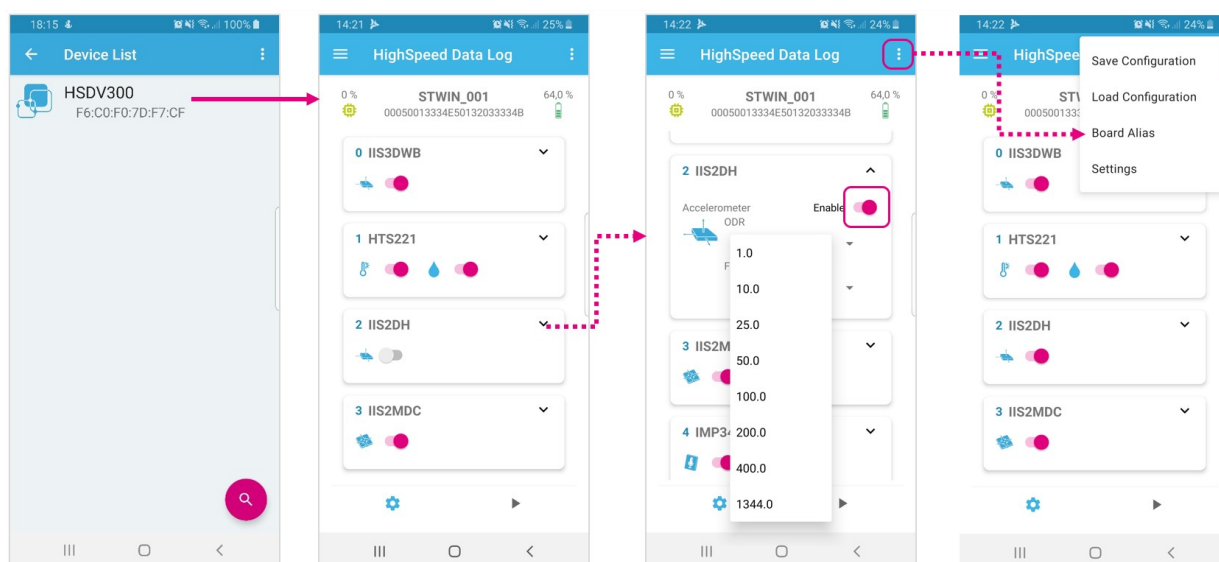 18:15 100%
Device List
HSDV300
F6:C0:F0:7D:F7:CF
14:21 25%
HighSpeed Data Log
0 % STWIN_001 64,0 %
00050013334E50132033334B
0 IIS3DWB
1 HTS221
2 IIS2DH
3 IIS2MDC
14:22 24%
HighSpeed Data Log
0 % STWIN_001 64,0 %
00050013334E50132033334B
2 IIS2DH
Accelerometer Enable
ODR
1.0
F
10.0
25.0
3 IIS2M
50.0
100.0
4 IMP34
200.0
400.0
1344.0
14:22 24%
HighSpee
Save Configuration
0 % ST
Load Configuration
0005001333
Board Alias
0 IIS3DWB
Settings
1 HTS221
2 IIS2DH
3 IIS2MDC